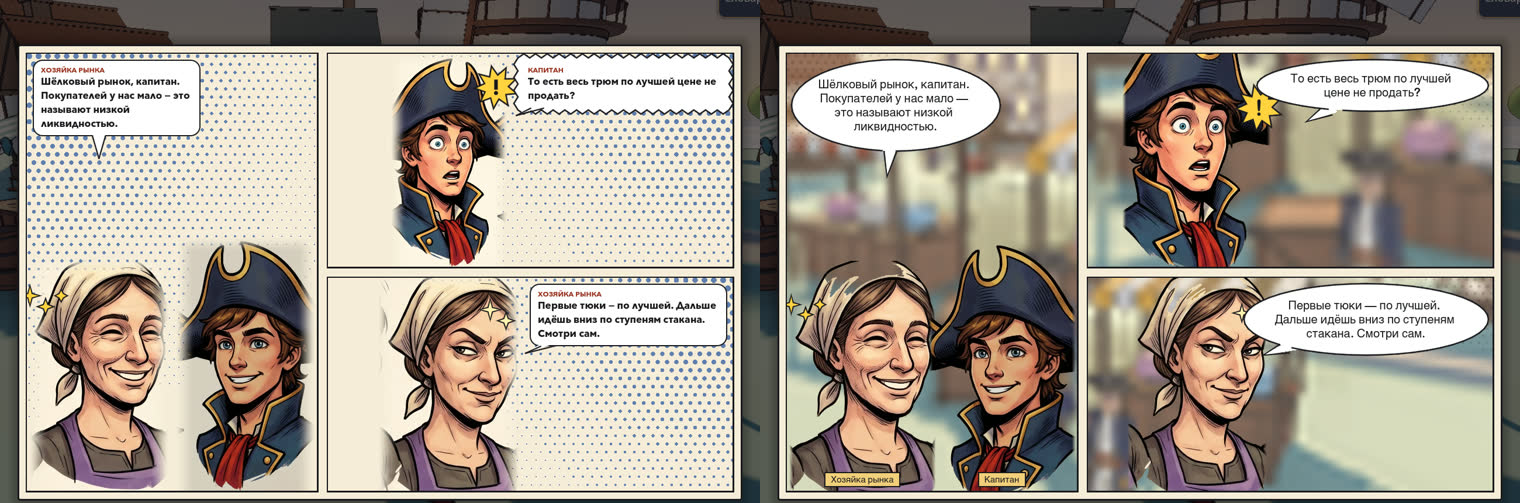 ХОЗЯЙКА РЫНКА
Шёлковый рынок, капитан.
Покупателей у нас мало – это
называют низкой
ликвидностью.
КАПИТАН
То есть весь трюм по лучшей цене не
продать?
!
ХОЗЯЙКА РЫНКА
Первые тюки – по лучшей. Дальше
идёшь вниз по ступеням стакана.
Смотри сам.
Шёлковый рынок, капитан.
Покупателей у нас мало —
это называют низкой
ликвидностью.
Хозяйка рынка
Капитан
То есть весь трюм по лучшей
цене не продать?
!
Первые тюки — по лучшей.
Дальше идёшь вниз по ступеням
стакана. Смотри сам.